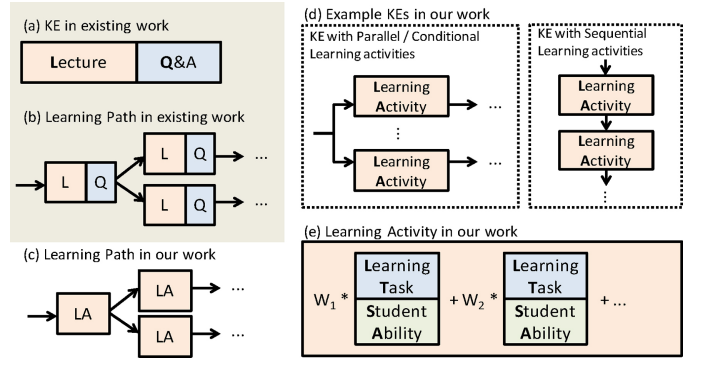 (a) KE in existing work
Lecture Q&A
(b) Learning Path in existing work
L Q
L Q
...
L Q
...
(c) Learning Path in our work
LA
LA
...
LA
...
(d) Example KEs in our work
KE with Parallel / Conditional
Learning activities
Learning
Activity
...
⋮
Learning
Activity
...
KE with Sequential
Learning activities
Learning
Activity
Learning
Activity
⋮
(e) Learning Activity in our work
W1 *
Learning
Task
Student
Ability
+ W2 *
Learning
Task
Student
Ability
+ ...